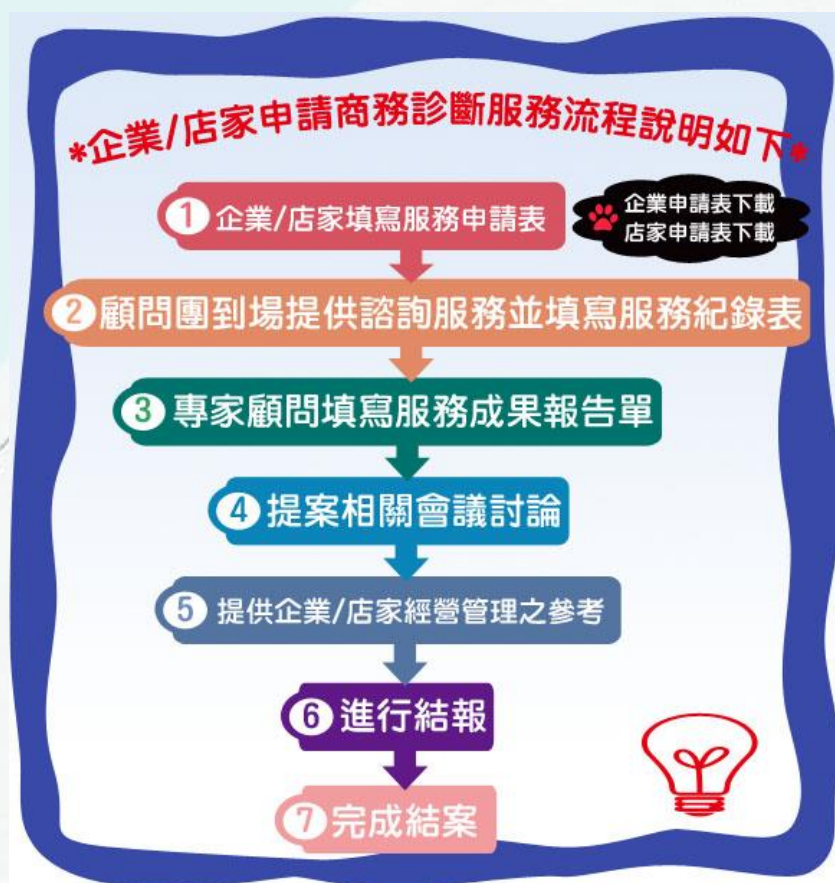 *企業/店家申請商務診斷服務流程說明如下*
1 企業/店家填寫服務申請表
企業申請表下載
店家申請表下載
2 顧問團到場提供諮詢服務並填寫服務紀錄表
3 專家顧問填寫服務成果報告單
4 提案相關會議討論
5 提供企業/店家經營管理之參考
6 進行結報
7 完成結案